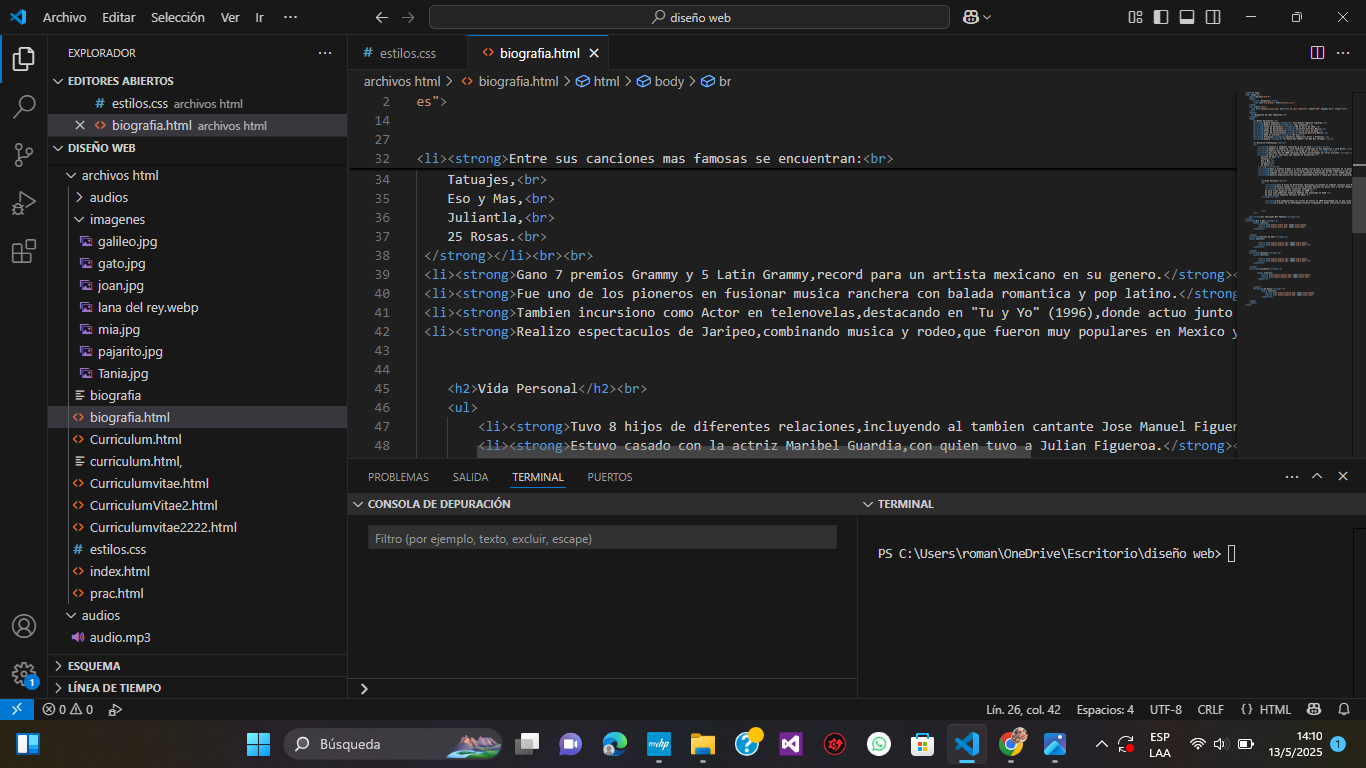 Archivo Editar Selección Ver Ir ··· diseño web
EXPLORADOR ···
EDITORES ABIERTOS
# estilos.css archivos html
biografia.html archivos html
DISEÑO WEB
archivos html
audios
imagenes
galileo.jpg
gato.jpg
joan.jpg
lana del rey.webp
mia.jpg
pajarito.jpg
Tania.jpg
biografia
biografia.html
Curriculum.html
curriculum.html,
Curriculumvitae.html
CurriculumVitae2.html
Curriculumvitae2222.html
# estilos.css
index.html
prac.html
audios
audio.mp3
ESQUEMA
LÍNEA DE TIEMPO
# estilos.css
<> biografia.html
archivos html > <> biografia.html > html > body > br
2 es">
14
27
32 <li><strong>Entre sus canciones mas famosas se encuentran:<br>
34 Tatuajes,<br>
35 Eso y Mas,<br>
36 Juliantla,<br>
37 25 Rosas.<br>
38 </strong></li><br><br>
39 <li><strong>Gano 7 premios Grammy y 5 Latin Grammy,record para un artista mexicano en su genero.</strong><
40 <li><strong>Fue uno de los pioneros en fusionar musica ranchera con balada romantica y pop latino.</strong
41 <li><strong>Tambien incursiono como Actor en telenovelas,destacando en "Tu y Yo" (1996),donde actuo junto
42 <li><strong>Realizo espectaculos de Jaripeo,combinando musica y rodeo,que fueron muy populares en Mexico y
43
44
45 <h2>Vida Personal</h2><br>
46 <ul>
47 <li><strong>Tuvo 8 hijos de diferentes relaciones,incluyendo al tambien cantante Jose Manuel Figuer
48 <li><strong>Estuvo casado con la actriz Maribel Guardia,con quien tuvo a Julian Figueroa.</strong><
PROBLEMAS SALIDA TERMINAL PUERTOS
CONSOLA DE DEPURACIÓN
Filtro (por ejemplo, texto, excluir, escape)
TERMINAL
PS C:\Users\roman\OneDrive\Escritorio\diseño web>
0 0 Lín. 26, col. 42 Espacios: 4 UTF-8 CRLF {} HTML
1
Búsqueda
myhp
ESP
LAA
14:10
13/5/2025
1